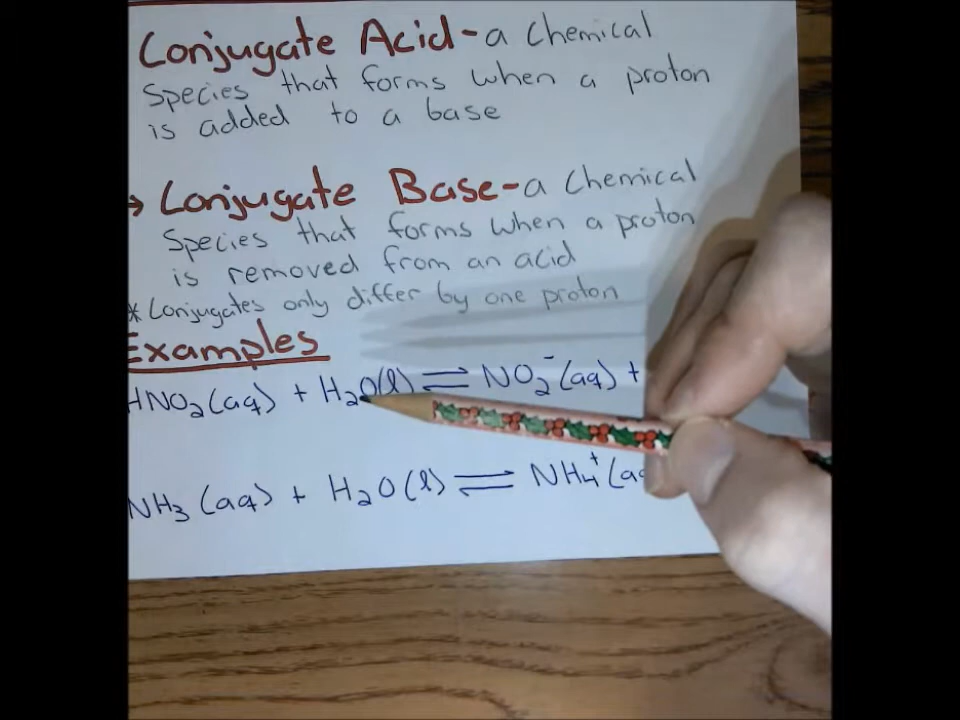 Conjugate Acid-a chemical
Species that forms when a proton
is added to a base
→ Conjugate Base-a chemical
Species that forms when a proton
is removed from an acid
* Conjugates only differ by one proton
Examples
HNO₂(aq) + H₂O(l) ⇌ NO₂⁻(aq) +
NH₃(aq) + H₂O(l) ⇌ NH₄⁺(aq